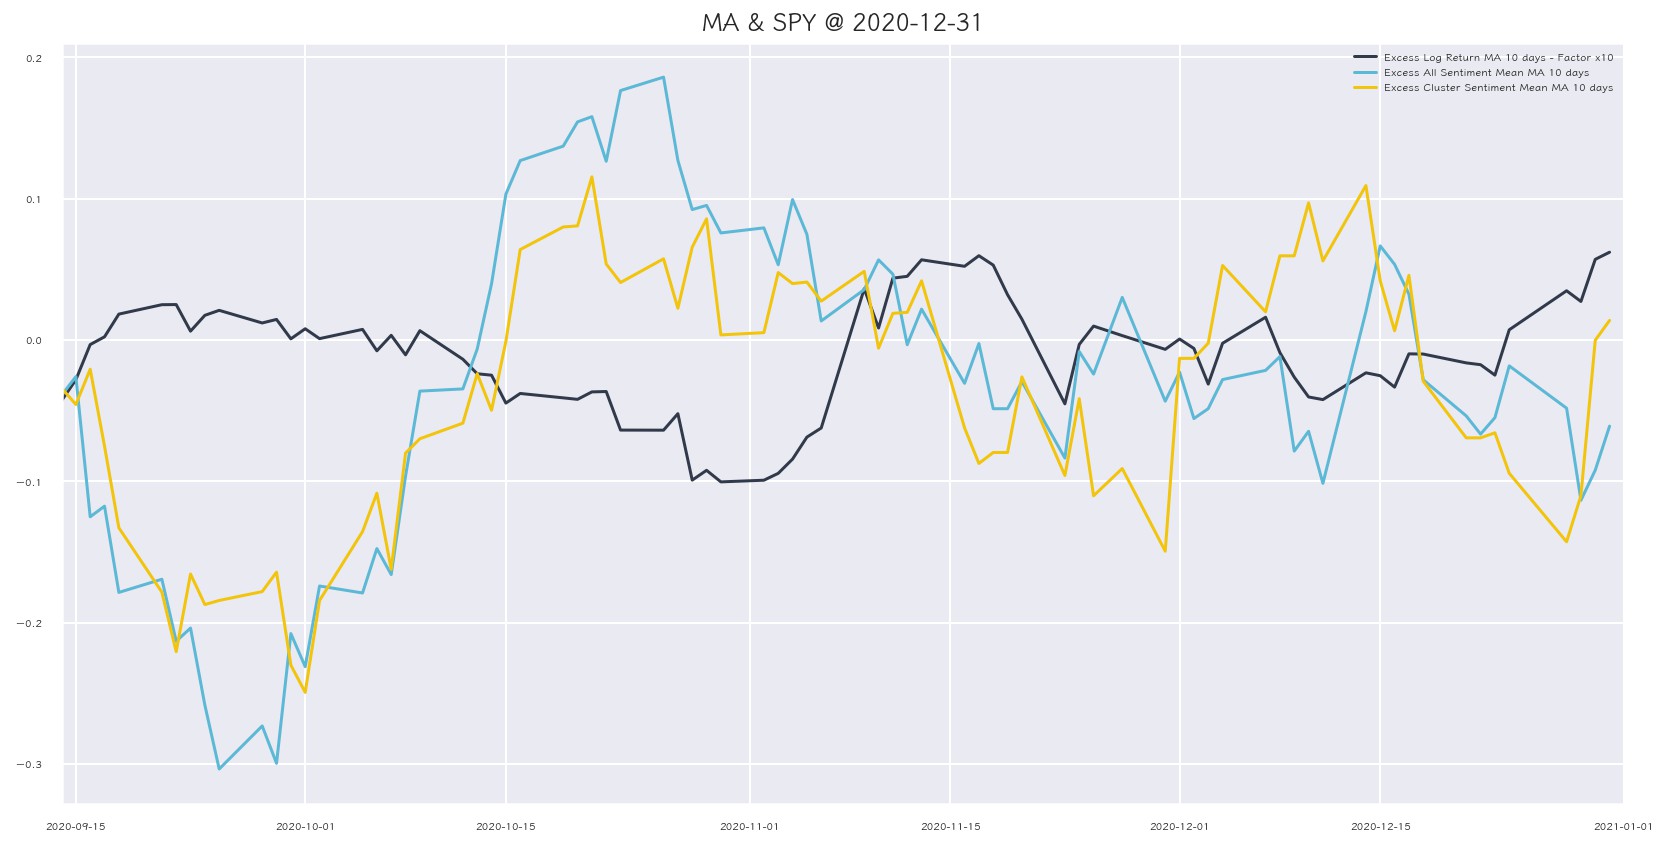 MA & SPY @ 2020-12-31
Excess Log Return MA 10 days - Factor x10
Excess All Sentiment Mean MA 10 days
Excess Cluster Sentiment Mean MA 10 days
0.2
0.1
0.0
−0.1
−0.2
−0.3
2020-09-15 2020-10-01 2020-10-15 2020-11-01 2020-11-15 2020-12-01 2020-12-15 2021-01-01